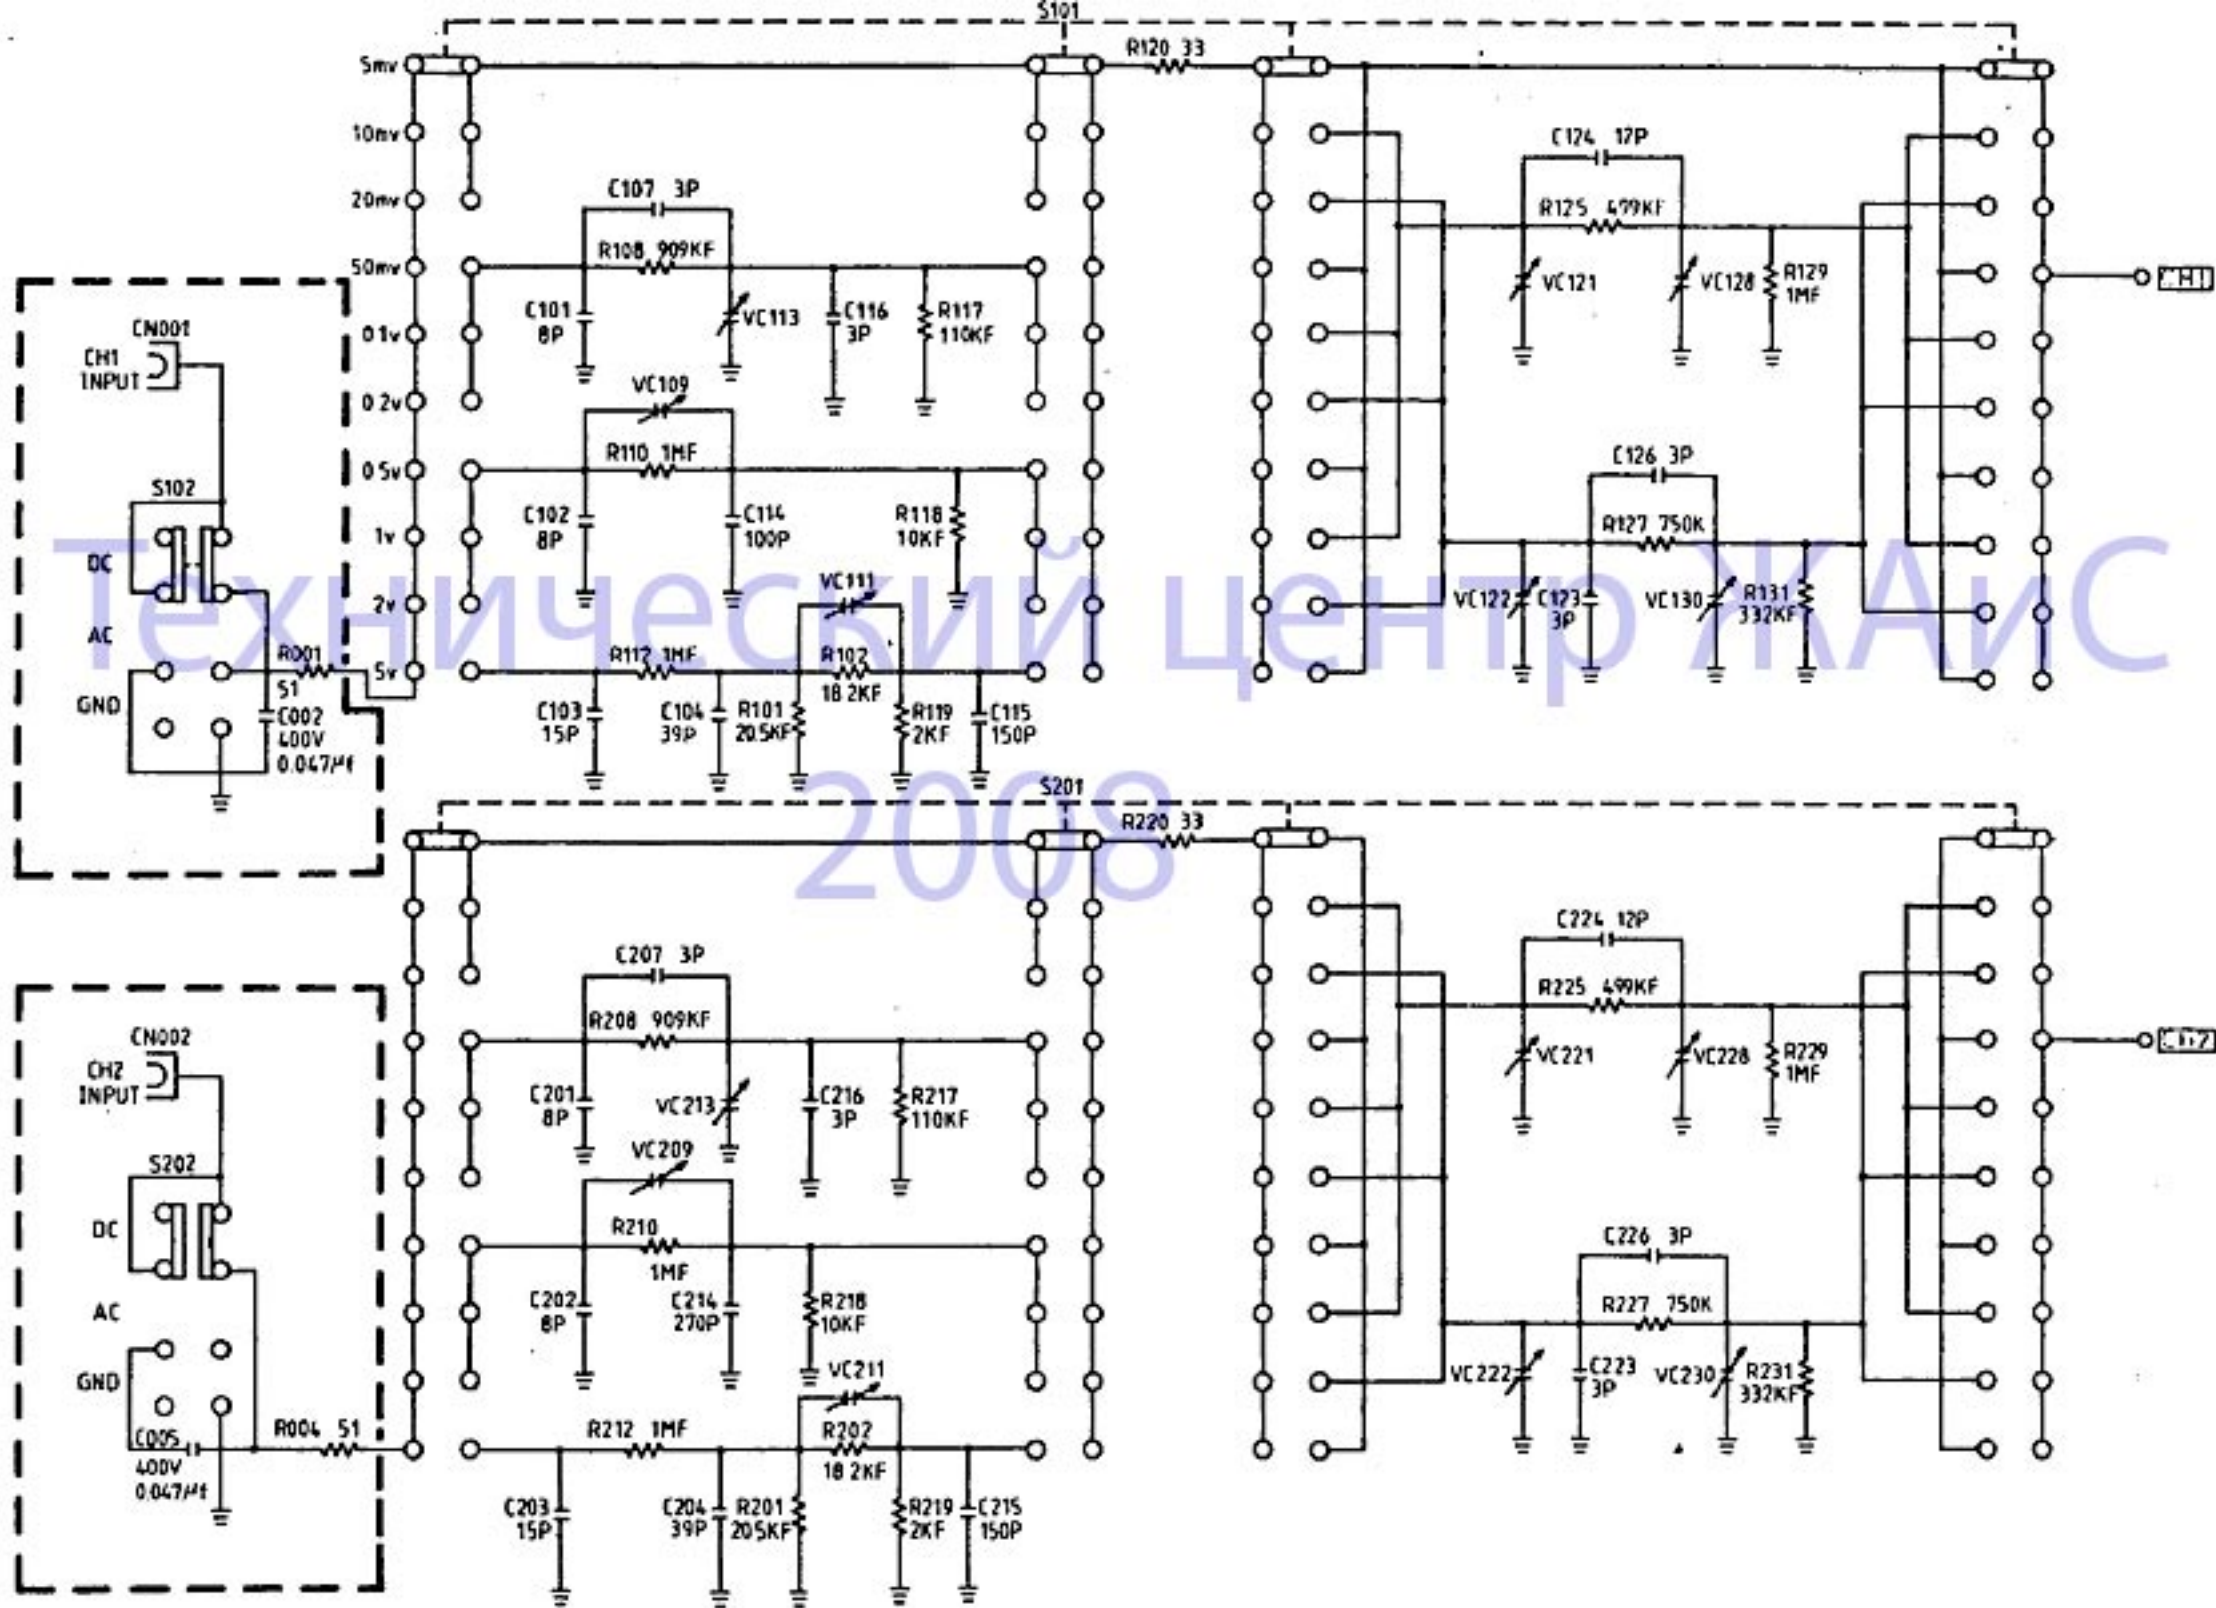 S101
R120 33
5mv
10mv
20mv
50mv
0 1v
0 2v
0 5v
1v
2v
5v
C107 3P
R108 909KF
C101
8P
VC113
C116
3P
R117
110KF
VC109
R110 1MF
C102
8P
C114
100P
R118
10KF
VC111
R112 1MF
R102
18 2KF
C103
15P
C104
39P
R101
20.5KF
R119
2KF
C115
150P
C124 12P
R125 499KF
VC121
VC128
R129
1MF
C126 3P
R127 750K
VC122
C123
3P
VC130
R131
332KF
CH1
CN001
CH1
INPUT
S102
DC
AC
GND
R001
51
C002
400V
0.047µf
Технический центр ЖАиС
2008
S201
R220 33
CN002
CH2
INPUT
S202
DC
AC
GND
C005
400V
0.047µf
R004 51
C207 3P
R208 909KF
C201
8P
VC213
C216
3P
R217
110KF
VC209
R210
1MF
C202
8P
C214
270P
R218
10KF
VC211
R212 1MF
R202
18 2KF
C203
15P
C204
39P
R201
205KF
R219
2KF
C215
150P
C224 12P
R225 499KF
VC221
VC228
R229
1MF
C226 3P
R227 750K
VC222
C223
3P
VC230
R231
332KF